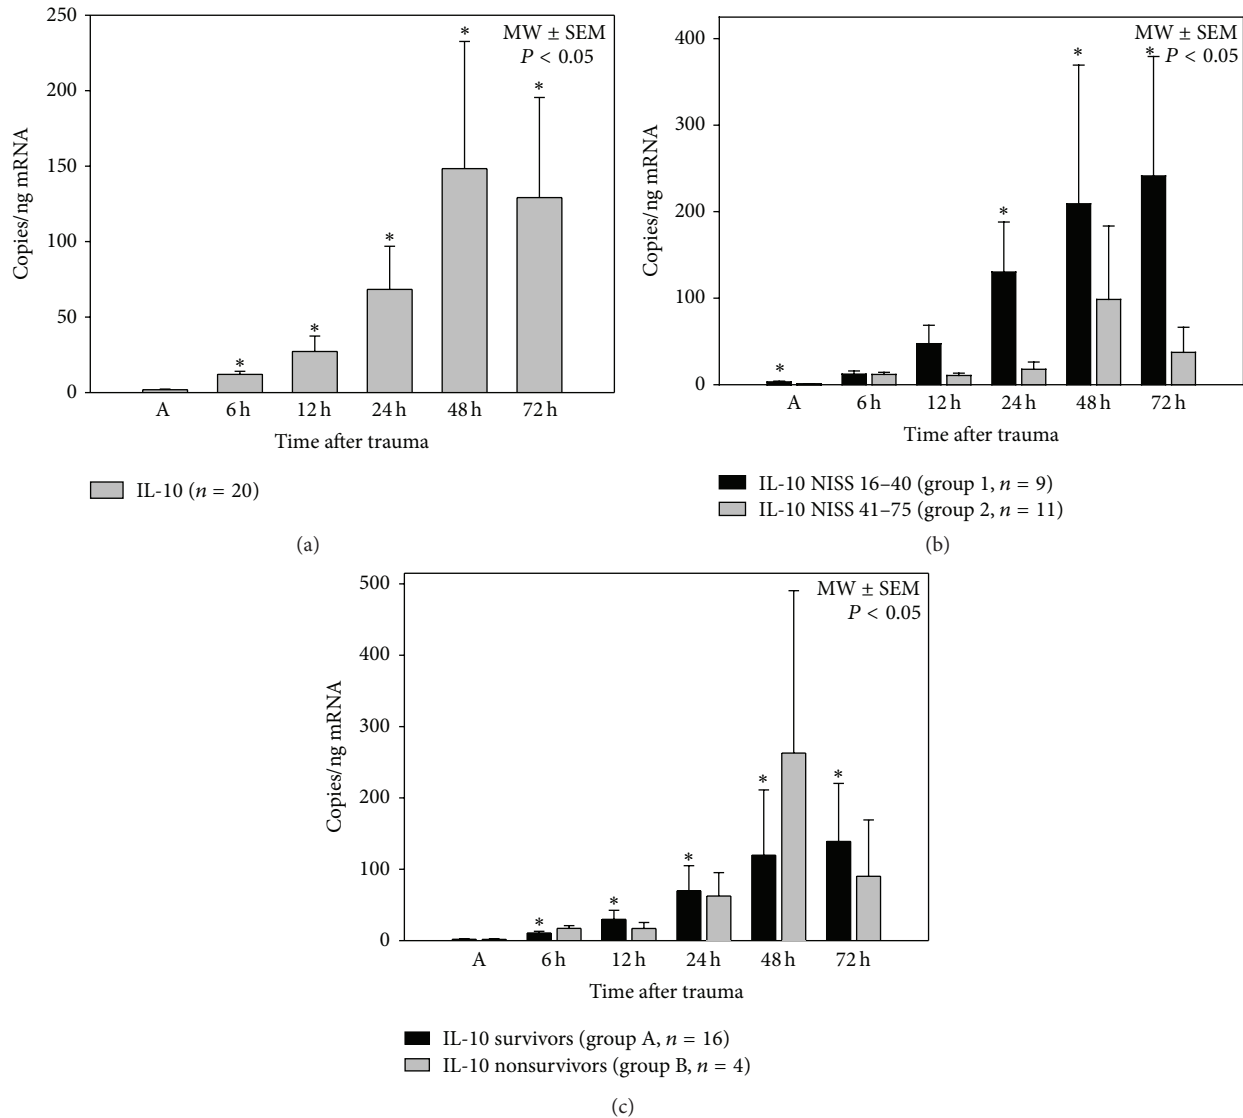 250
200
150
100
50
0
Copies/ng mRNA
MW ± SEM
P < 0.05
* * * * *
A 6 h 12 h 24 h 48 h 72 h
Time after trauma
IL-10 (n = 20)
(a)
400
300
200
100
0
Copies/ng mRNA
MW ± SEM
P < 0.05
* * * *
A 6 h 12 h 24 h 48 h 72 h
Time after trauma
IL-10 NISS 16–40 (group 1, n = 9)
IL-10 NISS 41–75 (group 2, n = 11)
(b)
500
400
300
200
100
0
Copies/ng mRNA
MW ± SEM
P < 0.05
* * * * *
A 6 h 12 h 24 h 48 h 72 h
Time after trauma
IL-10 survivors (group A, n = 16)
IL-10 nonsurvivors (group B, n = 4)
(c)